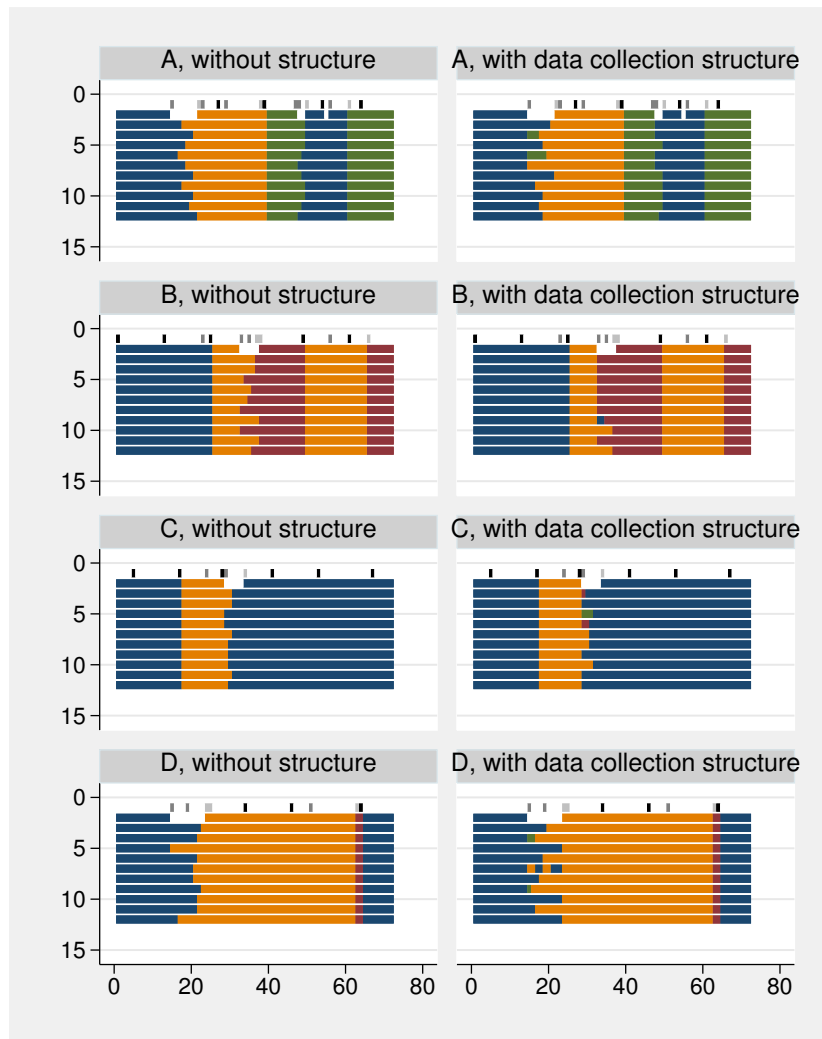 A, without structure
A, with data collection structure
0
5
10
15
B, without structure
B, with data collection structure
0
5
10
15
C, without structure
C, with data collection structure
0
5
10
15
D, without structure
D, with data collection structure
0
5
10
15
0 20 40 60 80
0 20 40 60 80